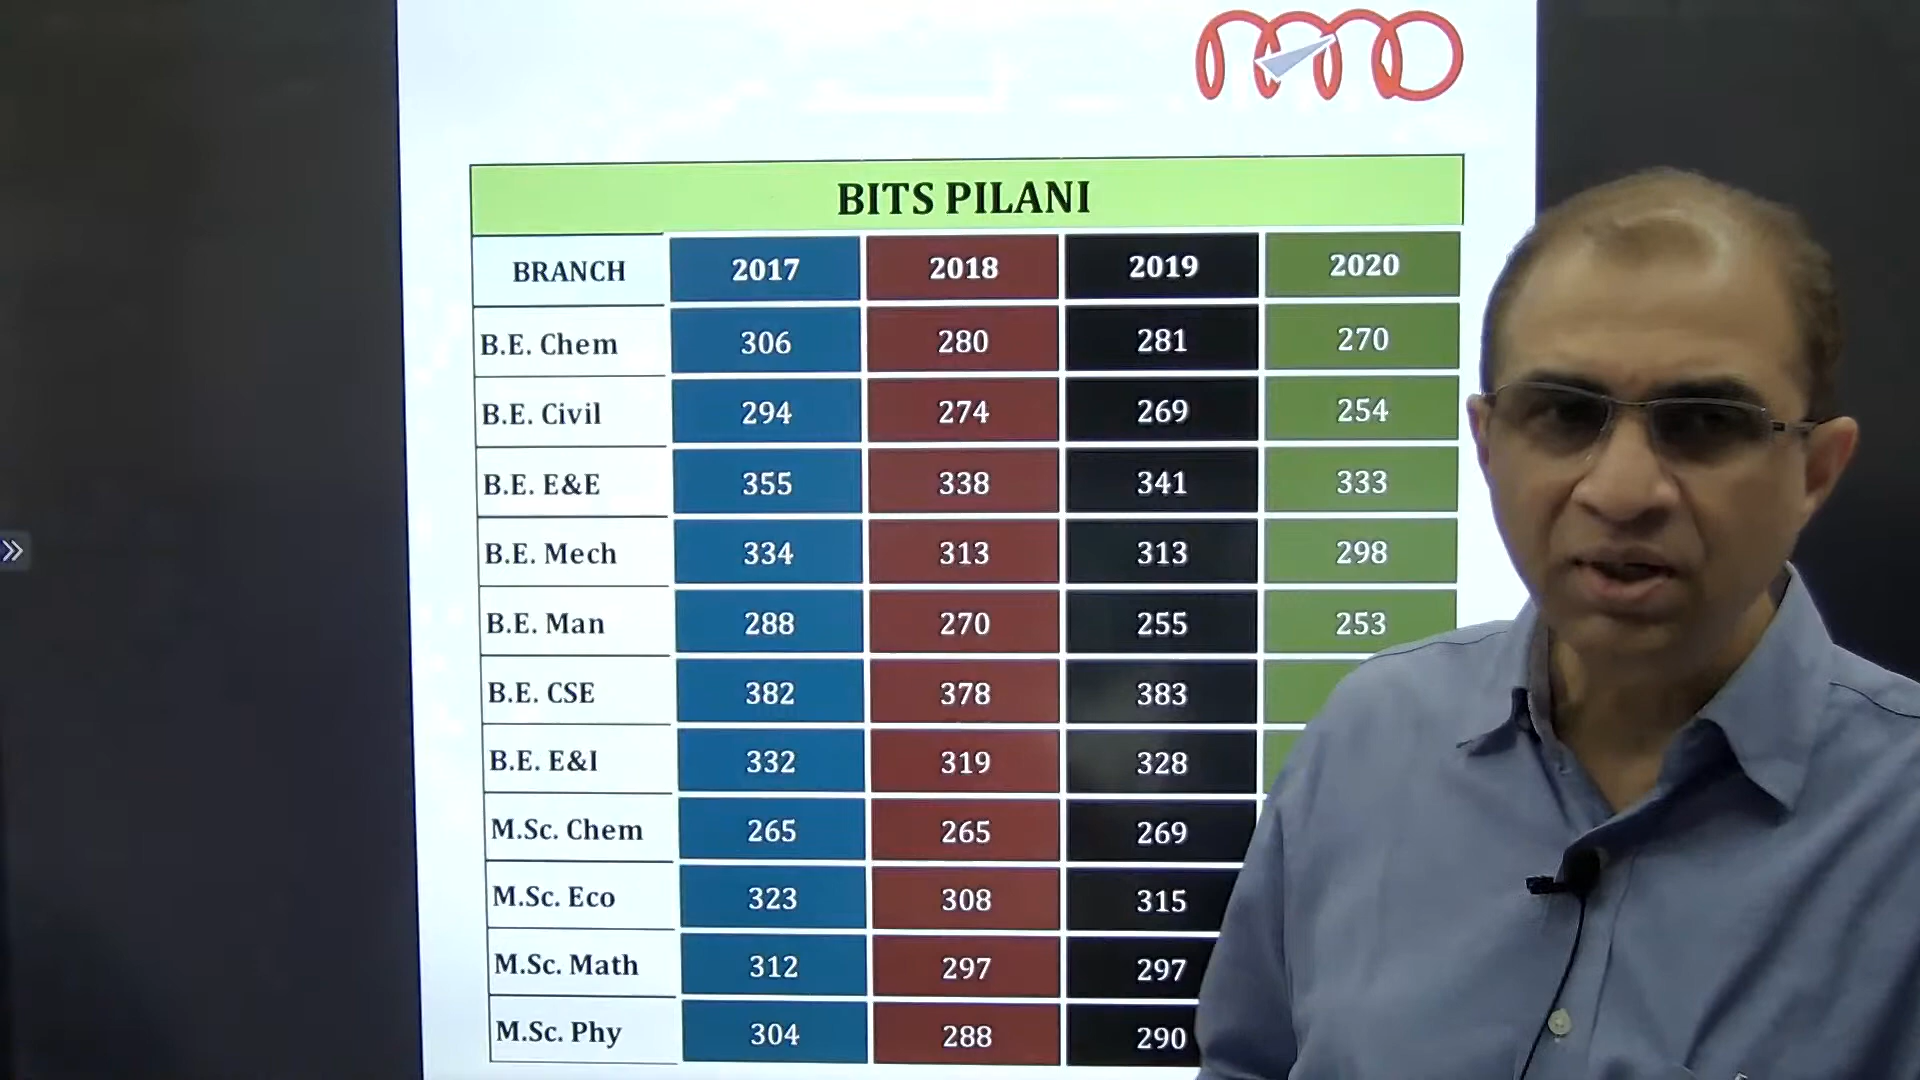 BITS PILANI
BRANCH 2017 2018 2019 2020
B.E. Chem 306 280 281 270
B.E. Civil 294 274 269 254
B.E. E&E 355 338 341 333
B.E. Mech 334 313 313 298
B.E. Man 288 270 255 253
B.E. CSE 382 378 383
B.E. E&I 332 319 328
M.Sc. Chem 265 265 269
M.Sc. Eco 323 308 315
M.Sc. Math 312 297 297
M.Sc. Phy 304 288 290